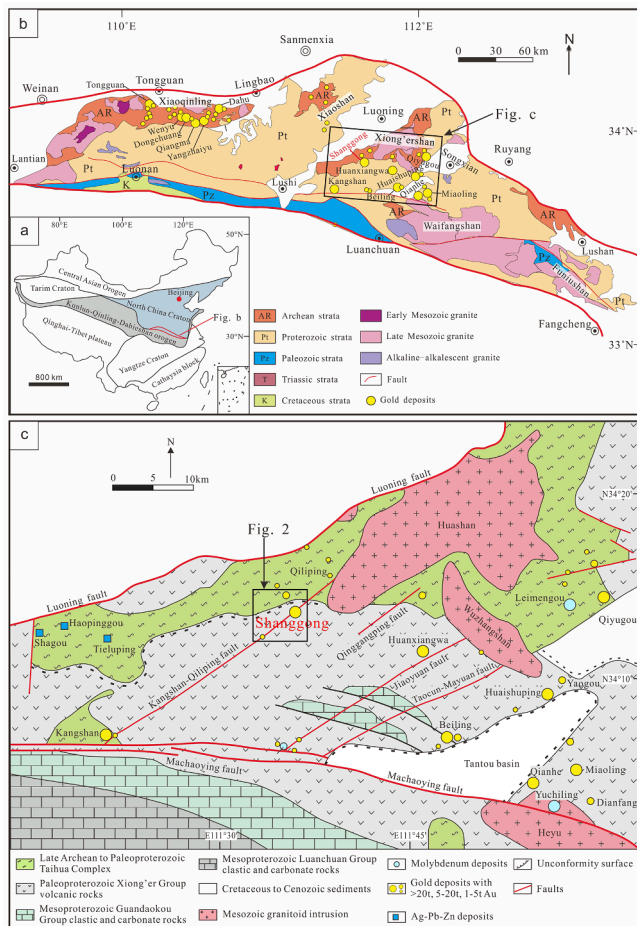 b
110°E
112°E
Sanmenxia
0 30 60 km
N
Weinan
Tongguan
Tongguan
Lingbao
Xiaoqinling
Dahu
AR
AR
Xiaoshan
Luoning
Pt
Fig. c
34°N
Wenyu
Dongchuang
Qiangma
Yangzhaiyu
Pt
Shanggong
Xiong'ershan
AR
Qiyugou
Songxian
Ruyang
Lantian
Pt
Luonan
K
Pz
Lushi
Huanxiangwa
Kangshan
Huaishuping
Qianhe
Beiling
Miaoling
Pt
AR
AR
Waifangshan
Luanchuan
Lushan
Pz
Funiushan
Pt
Fangcheng
33°N
a
50°N
Central Asian Orogen
Beijing
Tarim Craton
North China Craton
Kunlun-Qinling-Dabieshan orogen
Fig. b
30°N
Qinghai-Tibet plateau
Yangtze Craton
Cathaysia block
800 km
AR Archean strata
Early Mesozoic granite
Pt Proterozoic strata
Late Mesozoic granite
Pz Paleozoic strata
Alkaline-alkalescent granite
T Triassic strata
Fault
K Cretaceous strata
Gold deposits
c
N
0 5 10km
Luoning fault
N34°20'
Huashan
Fig. 2
Qiliping
Luoning fault
Leimengou
Haopinggou
Shagou
Tieluping
Shanggong
Qiyugou
Qinggangping fault
Wuzhangshan
Huanxiangwa
Kangshan-Qiliping fault
Jiaoyuan fault
Taocun-Mayuan fault
N34°10'
Yaogou
Huaishuping
Kangshan
Beiling
Tantou basin
Machaoying fault
Machaoying fault
Qianhe
Miaoling
Yuchiling
Dianfang
E111°30'
E111°45'
Heyu
Late Archean to Paleoproterozoic
Taihua Complex
Paleoproterozoic Xiong'er Group
volcanic rocks
Mesoproterozoic Guandaokou
Group clastic and carbonate rocks
Mesoproterozoic Luanchuan Group
clastic and carbonate rocks
Cretaceous to Cenozoic sediments
Mesozoic granitoid intrusion
Molybdenum deposits
Gold deposits with
>20t, 5-20t, 1-5t Au
Ag-Pb-Zn deposits
Unconformity surface
Faults